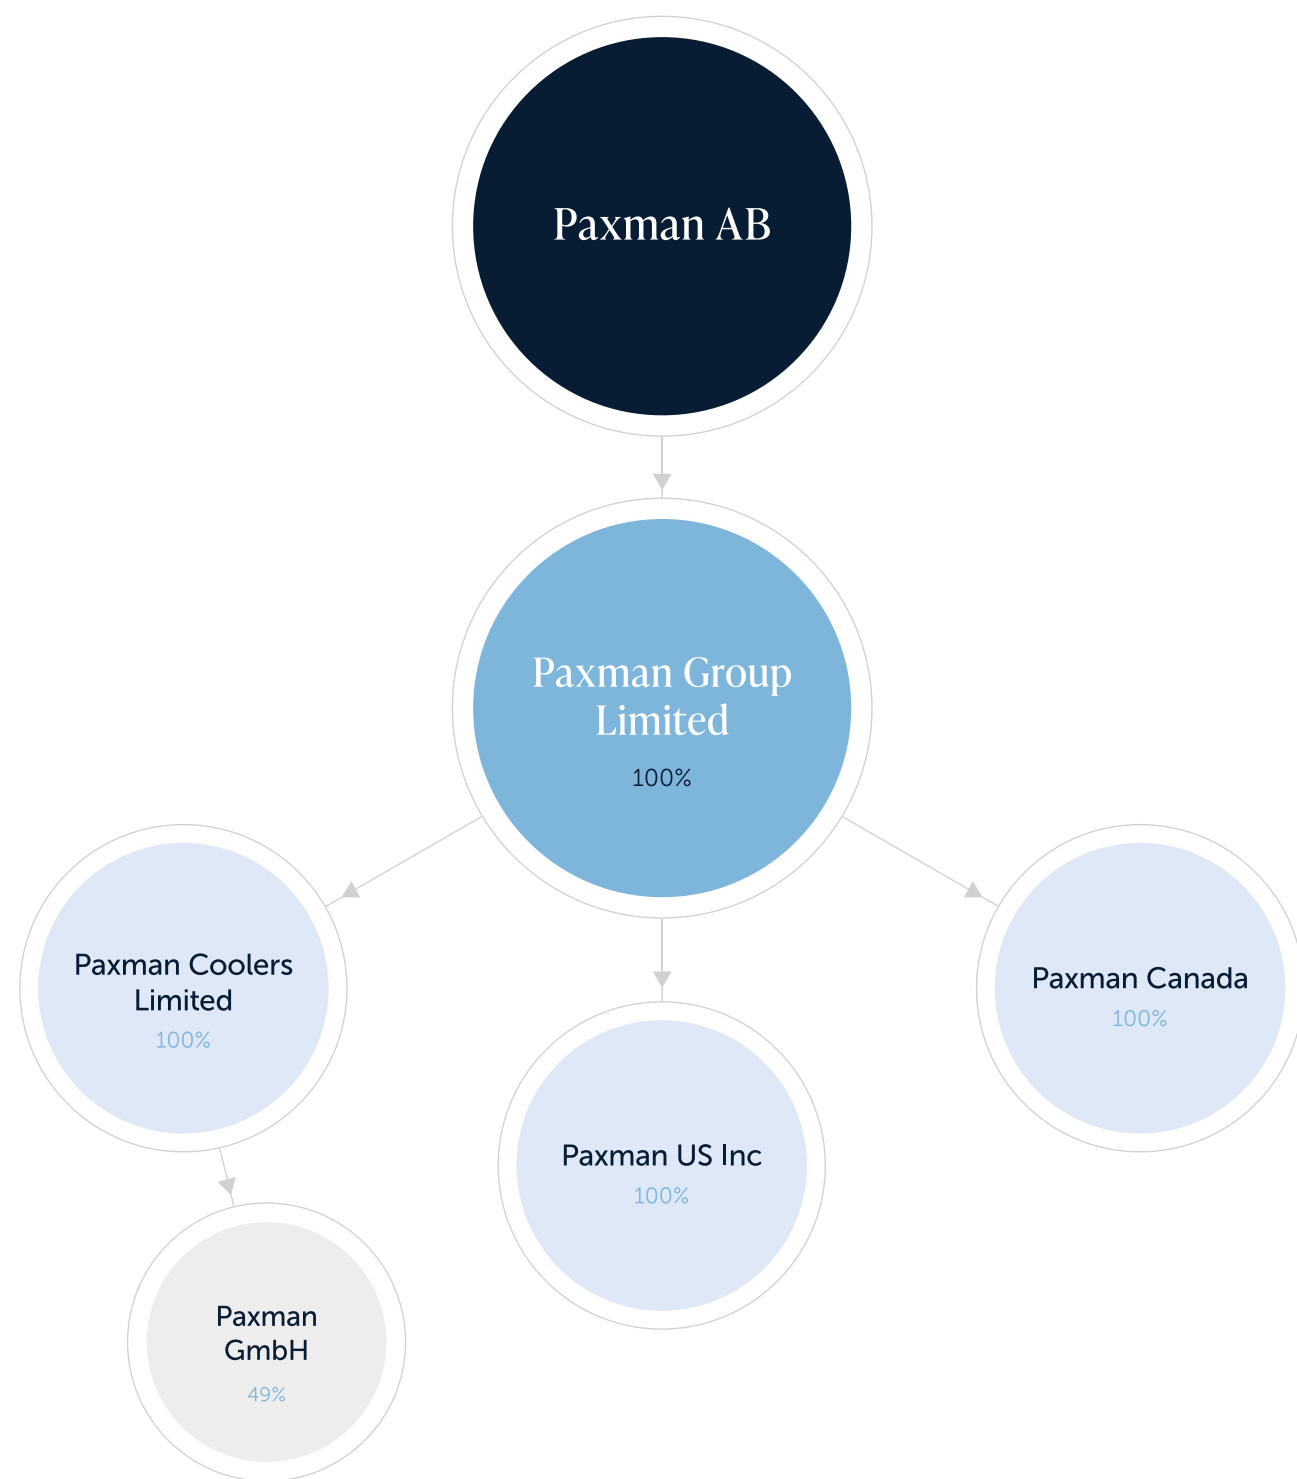 Paxman AB
Paxman Group
Limited
100%
Paxman Coolers
Limited
100%
Paxman US Inc
100%
Paxman Canada
100%
Paxman
GmbH
49%